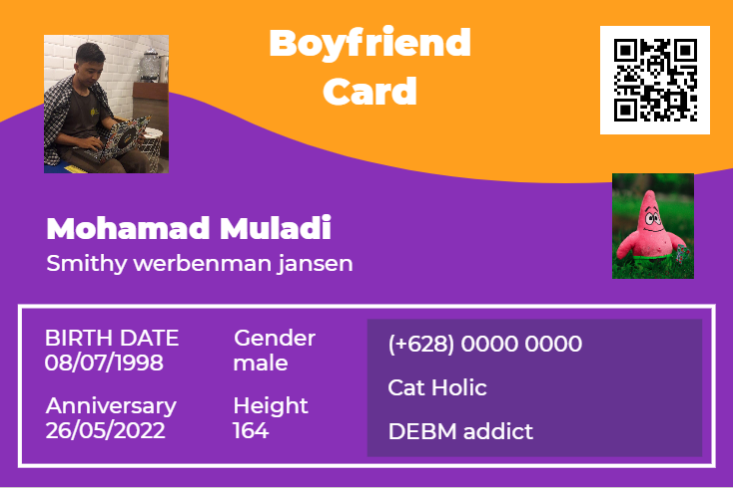 Boyfriend
Card
Mohamad Muladi
Smithy werbenman jansen
BIRTH DATE
08/07/1998
Gender
male
Anniversary
26/05/2022
Height
164
(+628) 0000 0000
Cat Holic
DEBM addict